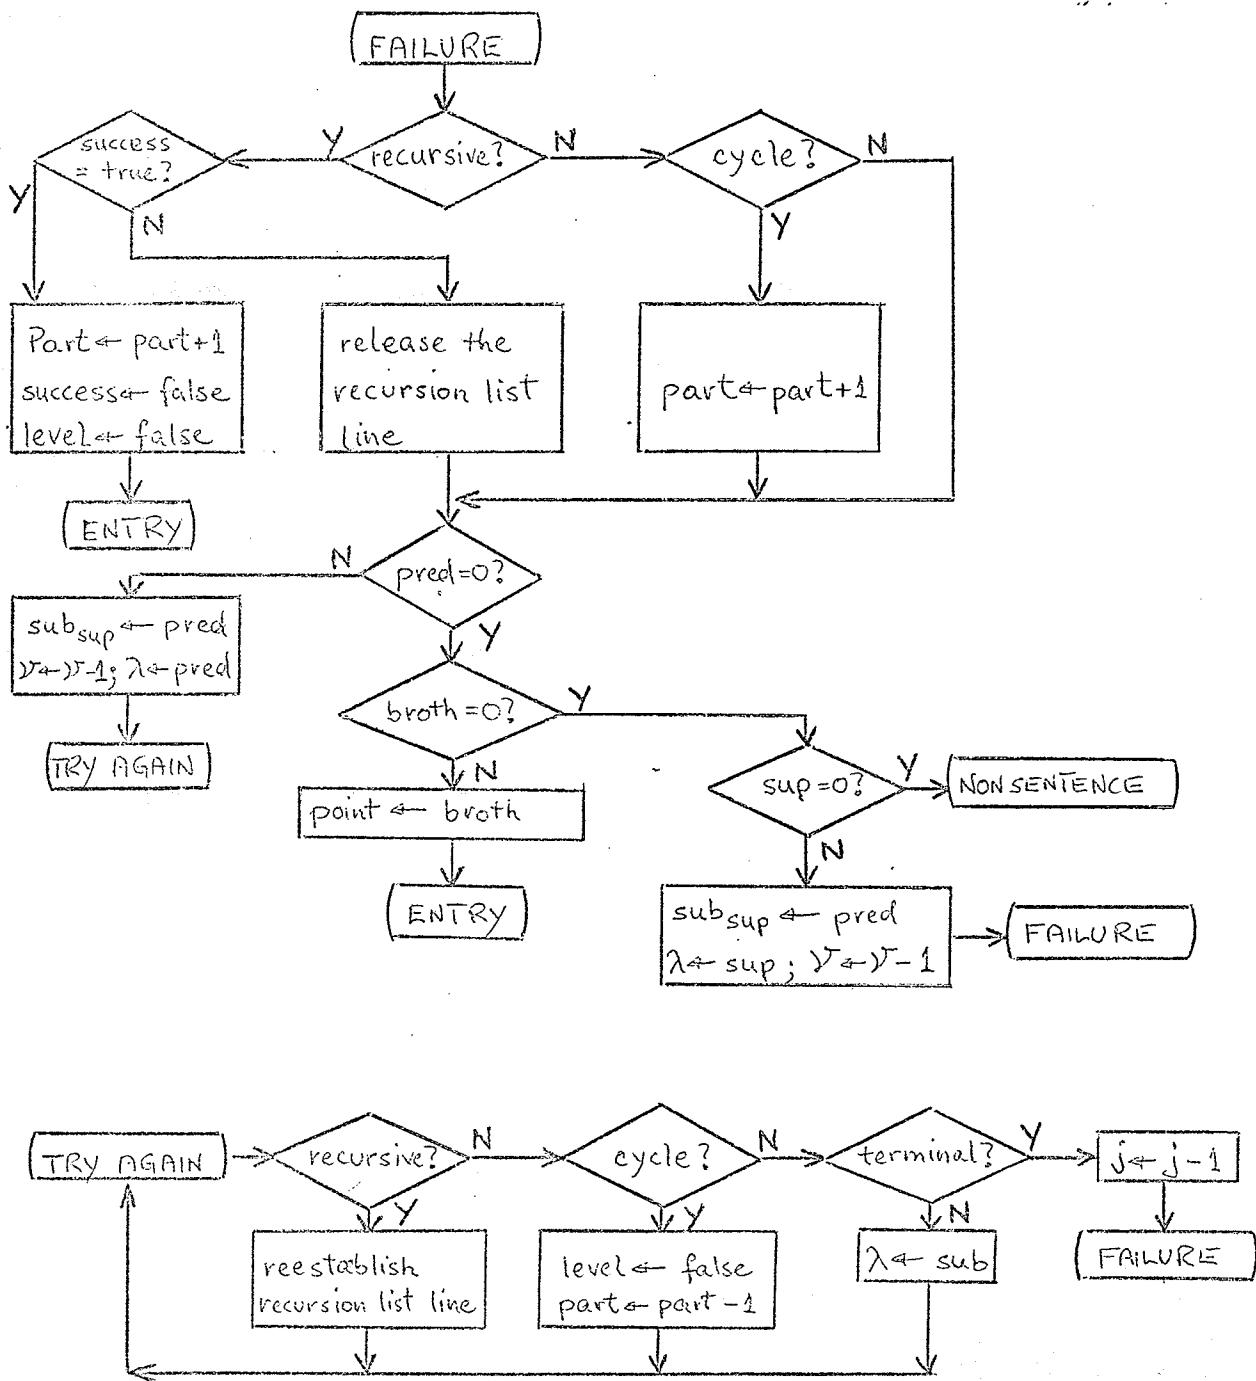 FAILURE
success
= true?
Y
recursive?
N
cycle?
N
Y
N
Y
Part ← part+1
success ← false
level ← false
release the
recursion list
line
part ← part+1
ENTRY
N
pred=0?
Y
sub_sup ← pred
ν ← ν-1; λ ← pred
TRY AGAIN
broth=0?
Y
N
point ← broth
ENTRY
sup=0?
Y
NONSENTENCE
N
sub_sup ← pred
λ ← sup; ν ← ν-1
FAILURE
TRY AGAIN
recursive?
N
cycle?
N
terminal?
Y
j ← j-1
Y
Y
N
reestablish
recursion list line
level ← false
part ← part-1
λ ← sub
FAILURE